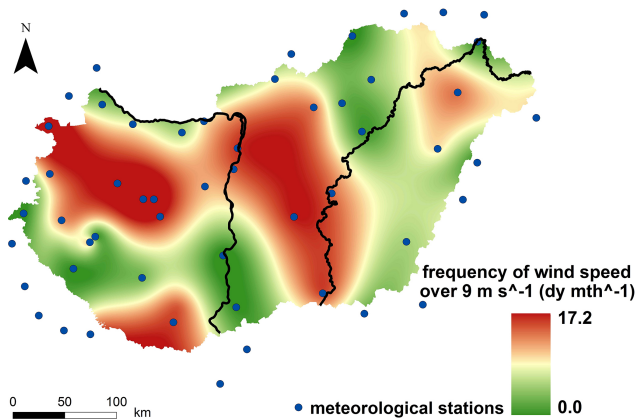 N
frequency of wind speed
over 9 m s^-1 (dy mth^-1)
17.2
0.0
meteorological stations
0 50 100
km